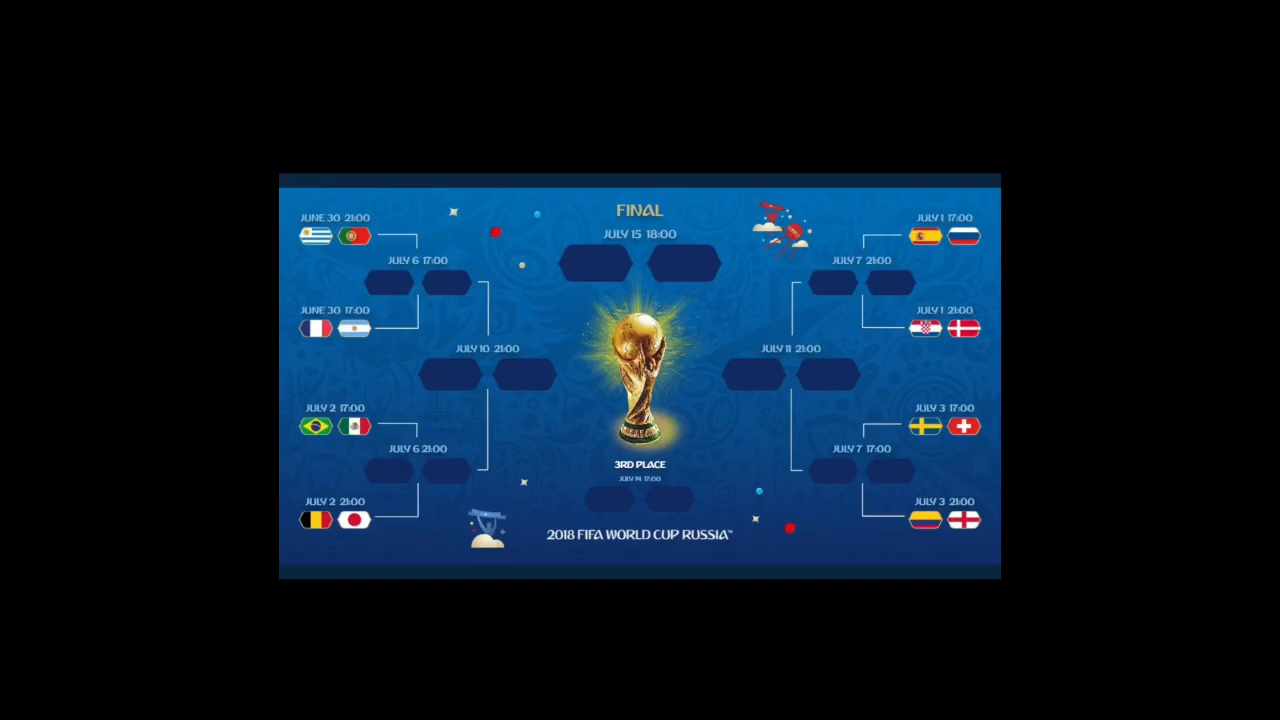 FINAL
JULY 15 18:00
JUNE 30 21:00
JULY 1 17:00
JULY 6 17:00
JULY 7 21:00
JUNE 30 17:00
JULY 1 21:00
JULY 10 21:00
JULY 11 21:00
JULY 2 17:00
JULY 3 17:00
JULY 6 21:00
JULY 7 17:00
3RD PLACE
JULY 14 17:00
JULY 2 21:00
JULY 3 21:00
2018 FIFA WORLD CUP RUSSIA™